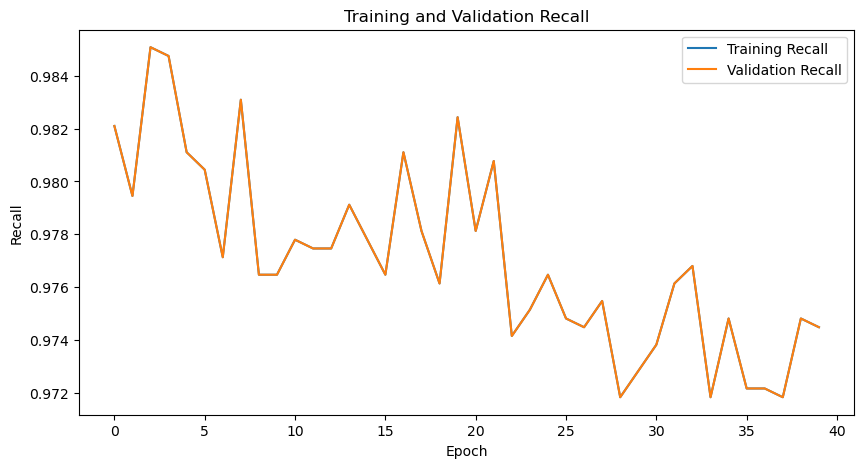 Training and Validation Recall
Training Recall
Validation Recall
0.984
0.982
0.980
0.978
0.976
0.974
0.972
Recall
0 5 10 15 20 25 30 35 40
Epoch